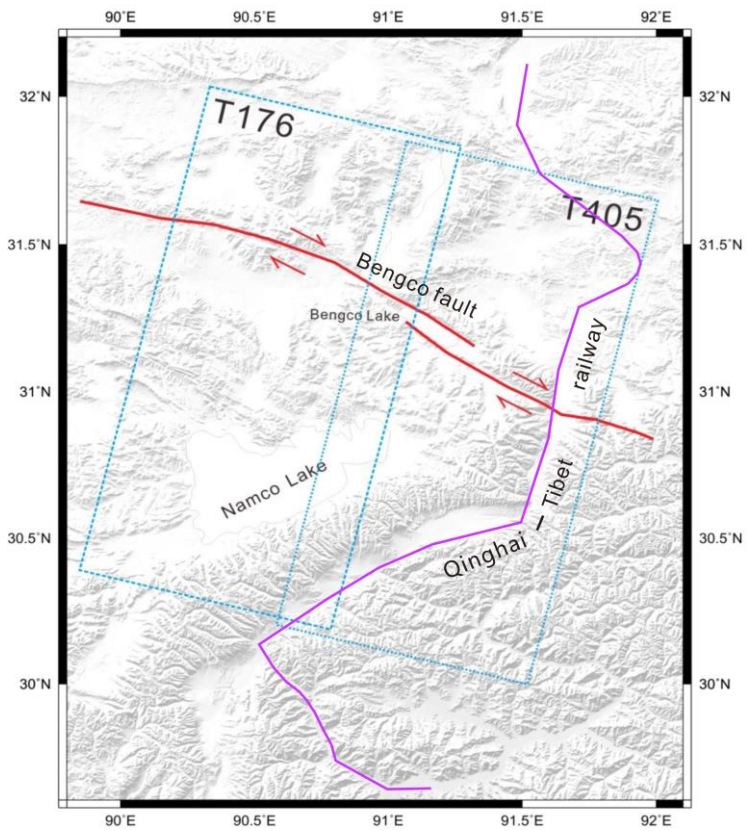 90°E 90.5°E 91°E 91.5°E 92°E
32°N 32°N
T176
T405
31.5°N 31.5°N
Bengco fault
Bengco Lake
31°N 31°N
Namco Lake
Qinghai – Tibet railway
30.5°N 30.5°N
30°N 30°N
90°E 90.5°E 91°E 91.5°E 92°E